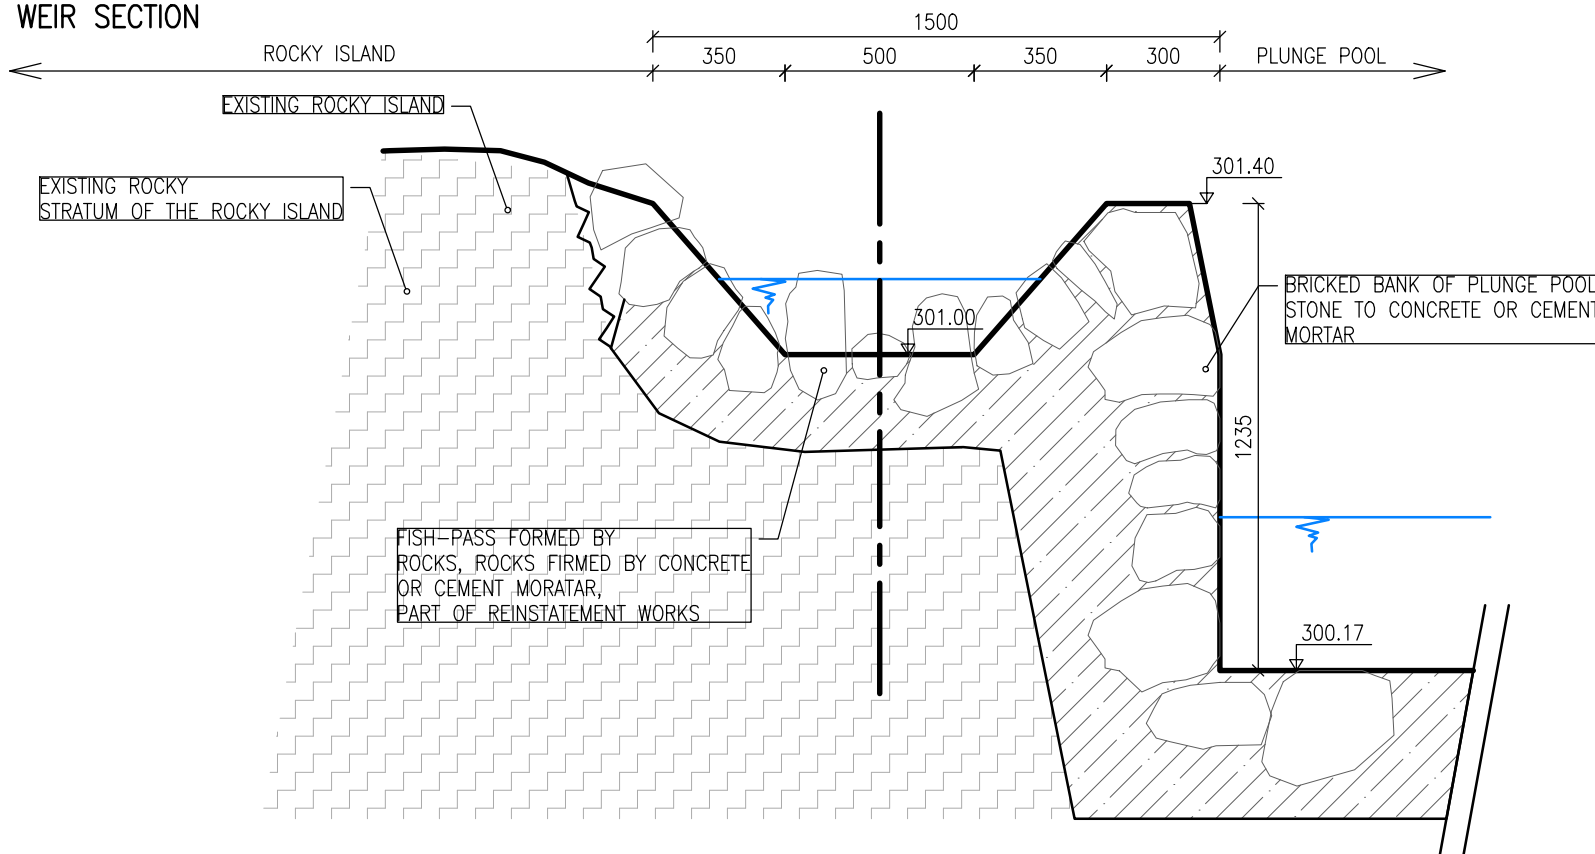 WEIR SECTION
1500
ROCKY ISLAND
350
500
350
300
PLUNGE POOL
EXISTING ROCKY ISLAND
EXISTING ROCKY
STRATUM OF THE ROCKY ISLAND
301.40
301.00
BRICKED BANK OF PLUNGE POOL
STONE TO CONCRETE OR CEMENT
MORTAR
1235
FISH-PASS FORMED BY
ROCKS, ROCKS FIRMED BY CONCRETE
OR CEMENT MORATAR,
PART OF REINSTATEMENT WORKS
300.17